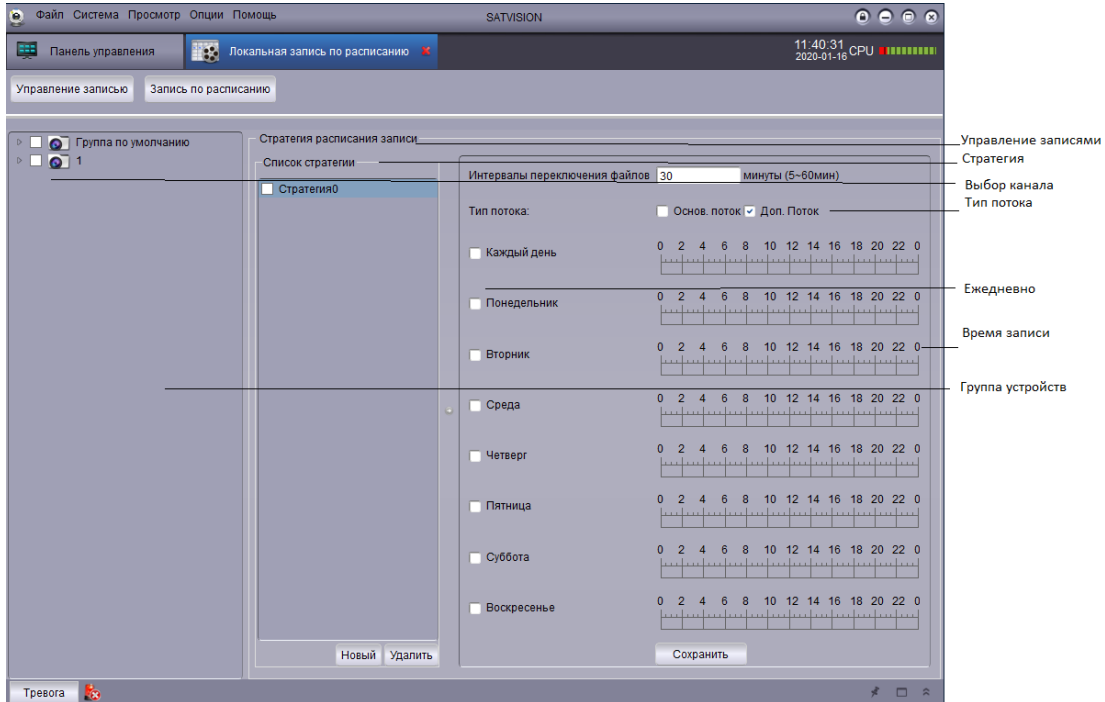 Файл Система Просмотр Опции Помощь SATVISION
Панель управления Локальная запись по расписанию 11:40:31 CPU
2020-01-16
Управление записью Запись по расписанию
Группа по умолчанию
1
Стратегия расписания записи
Управление записями
Список стратегии
Стратегия
Стратегия0
Интервалы переключения файлов 30 минуты (5~60мин)
Выбор канала
Тип потока: Основ. поток Доп. Поток
Тип потока
Каждый день 0 2 4 6 8 10 12 14 16 18 20 22 0
Ежедневно
Понедельник 0 2 4 6 8 10 12 14 16 18 20 22 0
Время записи
Вторник 0 2 4 6 8 10 12 14 16 18 20 22 0
Группа устройств
Среда 0 2 4 6 8 10 12 14 16 18 20 22 0
Четверг 0 2 4 6 8 10 12 14 16 18 20 22 0
Пятница 0 2 4 6 8 10 12 14 16 18 20 22 0
Суббота 0 2 4 6 8 10 12 14 16 18 20 22 0
Воскресенье 0 2 4 6 8 10 12 14 16 18 20 22 0
Новый Удалить Сохранить
Тревога